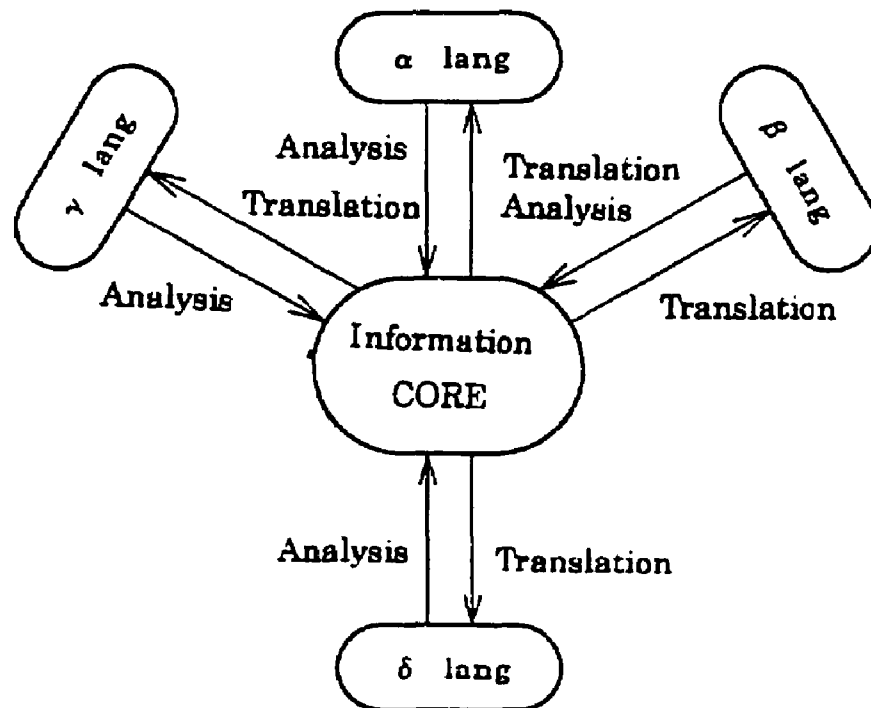 α lang
γ lang
β lang
Analysis
Translation
Translation
Analysis
Analysis
Translation
Information
CORE
Analysis
Translation
δ lang